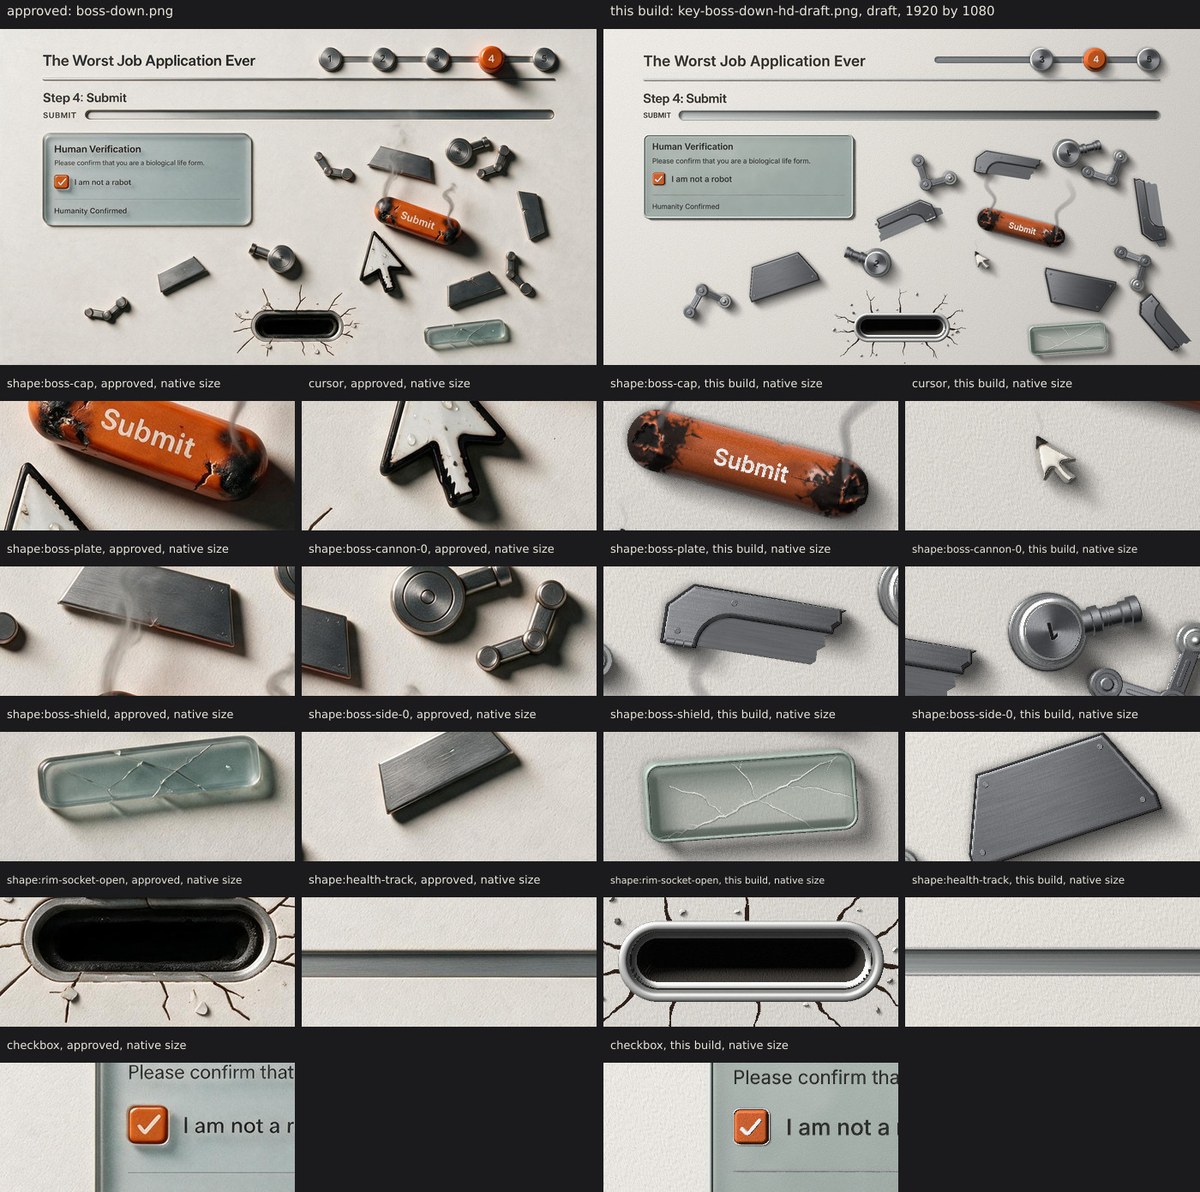 approved: boss-down.png
The Worst Job Application Ever
1 2 3 4 5
Step 4: Submit
SUBMIT
Human Verification
Please confirm that you are a biological life form.
I am not a rabot
Humanity Confirmed
Submit
this build: key-boss-down-hd-draft.png, draft, 1920 by 1080
The Worst Job Application Ever
3 4
Step 4: Submit
SUBMIT
Human Verification
Please confirm that you are a biological life form.
I am not a robot
Humanity Confirmed
Submit
shape:boss-cap, approved, native size
cursor, approved, native size
shape:boss-cap, this build, native size
cursor, this build, native size
Submit
Submit
shape:boss-plate, approved, native size
shape:boss-cannon-0, approved, native size
shape:boss-plate, this build, native size
shape:boss-cannon-0, this build, native size
shape:boss-shield, approved, native size
shape:boss-side-0, approved, native size
shape:boss-shield, this build, native size
shape:boss-side-0, this build, native size
shape:rim-socket-open, approved, native size
shape:health-track, approved, native size
shape:rim-socket-open, this build, native size
shape:health-track, this build, native size
checkbox, approved, native size
checkbox, this build, native size
Please confirm that
I am not a r
Please confirm tha
I am not a